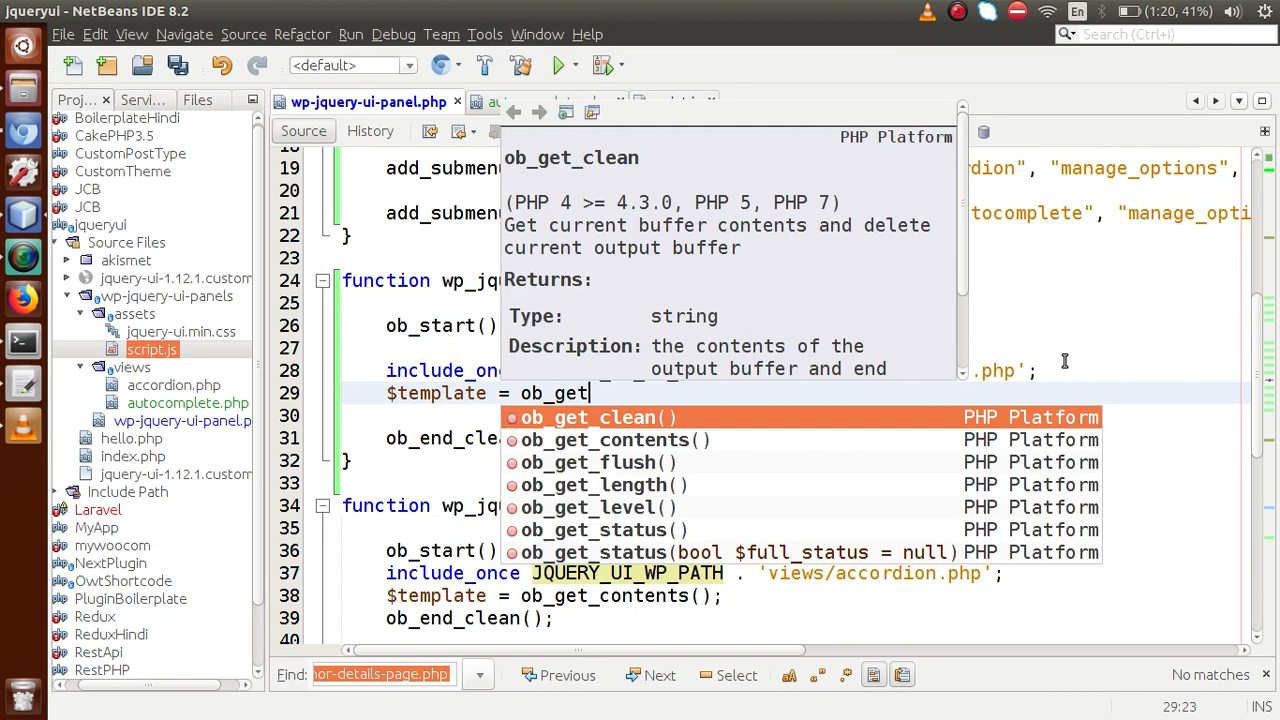 jqueryui - NetBeans IDE 8.2
En
(1:20, 41%)
File Edit View Navigate Source Refactor Run Debug Team Tools Window Help
Search (Ctrl+I)
<default>
Proj... Servi... Files
wp-jquery-ui-panel.php
Source History
BoilerplateHindi
CakePHP3.5
CustomPostType
CustomTheme
JCB
JCB
jqueryui
Source Files
akismet
jquery-ui-1.12.1.custom
wp-jquery-ui-panels
assets
jquery-ui.min.css
script.js
views
accordion.php
autocomplete.php
wp-jquery-ui-panel.p
hello.php
index.php
jquery-ui-1.12.1.custom
Include Path
Laravel
MyApp
mywoocom
NextPlugin
OwtShortcode
PluginBoilerplate
Redux
ReduxHindi
RestApi
RestPHP
18
19 add_submenu
dion", "manage_options",
20
21 add_submenu
tocomplete", "manage_opti
22 }
23
24 function wp_jq
25
26 ob_start()
27
28 include_onc
.php';
29 $template = ob_get
30
31 ob_end_clea
32 }
33
34 function wp_jq
35
36 ob_start()
37 include_once JQUERY_UI_WP_PATH . 'views/accordion.php';
38 $template = ob_get_contents();
39 ob_end_clean();
40
PHP Platform
ob_get_clean
(PHP 4 >= 4.3.0, PHP 5, PHP 7)
Get current buffer contents and delete
current output buffer
Returns:
Type: string
Description: the contents of the
output buffer and end
ob_get_clean() PHP Platform
ob_get_contents() PHP Platform
ob_get_flush() PHP Platform
ob_get_length() PHP Platform
ob_get_level() PHP Platform
ob_get_status() PHP Platform
ob_get_status(bool $full_status = null) PHP Platform
Find: nor-details-page.php
Previous Next Select
No matches
29:23 INS